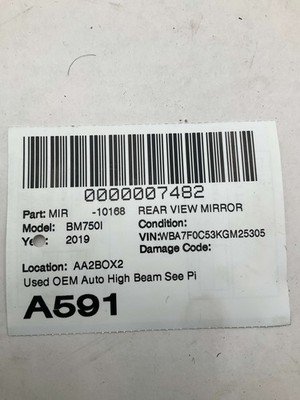 0000007482
Part: MIR -10168 REAR VIEW MIRROR
Model: BM750I Condition:
Year: 2019 VIN:WBA7F0C53KGM25305
Damage Code:
Location: AA2BOX2
Used OEM Auto High Beam See Pi
A591